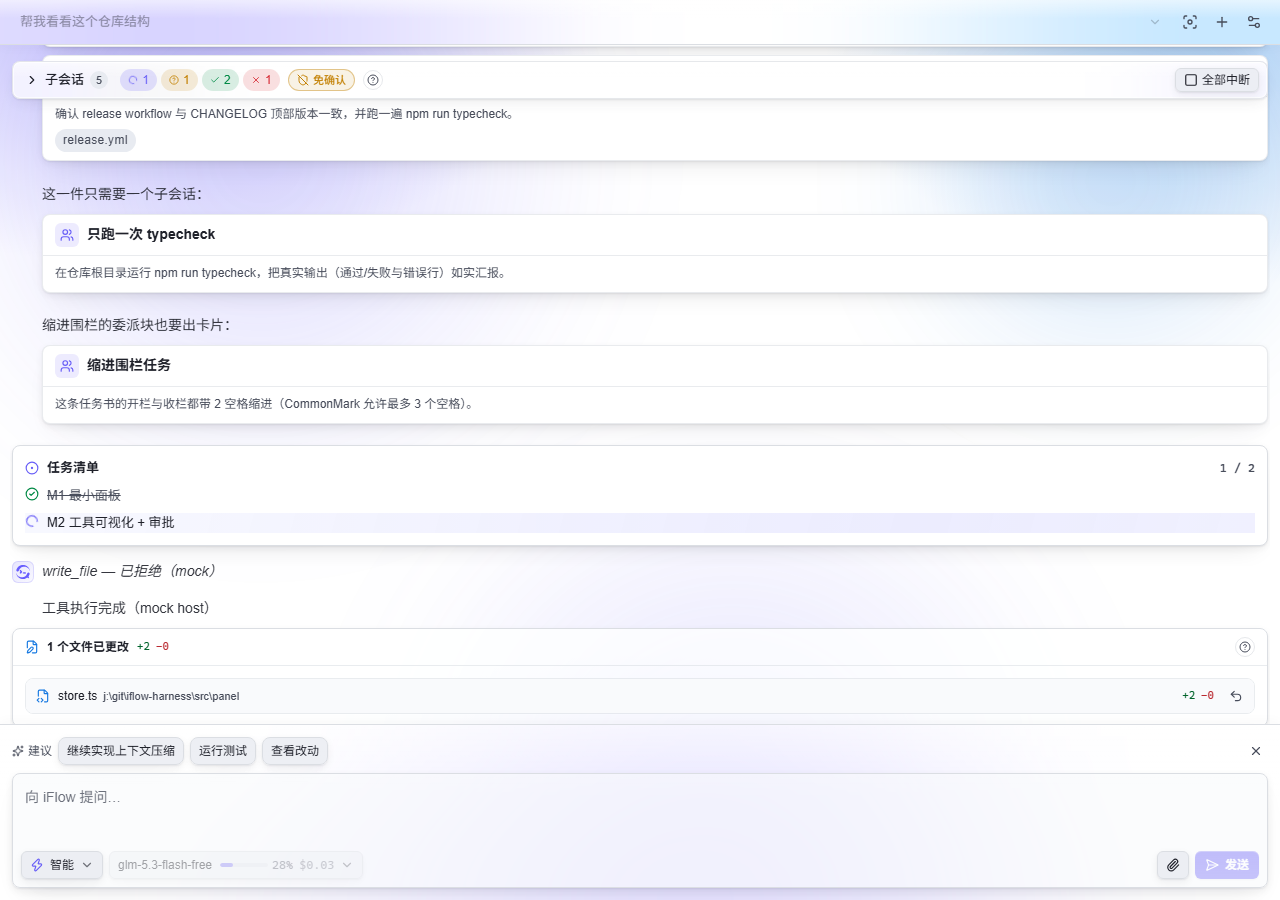 帮我看看这个仓库结构
子会话 5 1 1 2 1 免确认 全部中断
确认 release workflow 与 CHANGELOG 顶部版本一致，并跑一遍 npm run typecheck。
release.yml
这一件只需要一个子会话：
只跑一次 typecheck
在仓库根目录运行 npm run typecheck，把真实输出（通过/失败与错误行）如实汇报。
缩进围栏的委派块也要出卡片：
缩进围栏任务
这条任务书的开栏与收栏都带 2 空格缩进（CommonMark 允许最多 3 个空格）。
任务清单 1 / 2
M1 最小面板
M2 工具可视化 + 审批
write_file — 已拒绝（mock）
工具执行完成（mock host）
1 个文件已更改 +2 −0
store.ts j:\git\iflow-harness\src\panel +2 −0
建议 继续实现上下文压缩 运行测试 查看改动
向 iFlow 提问…
智能 glm-5.3-flash-free 28% $0.03 发送